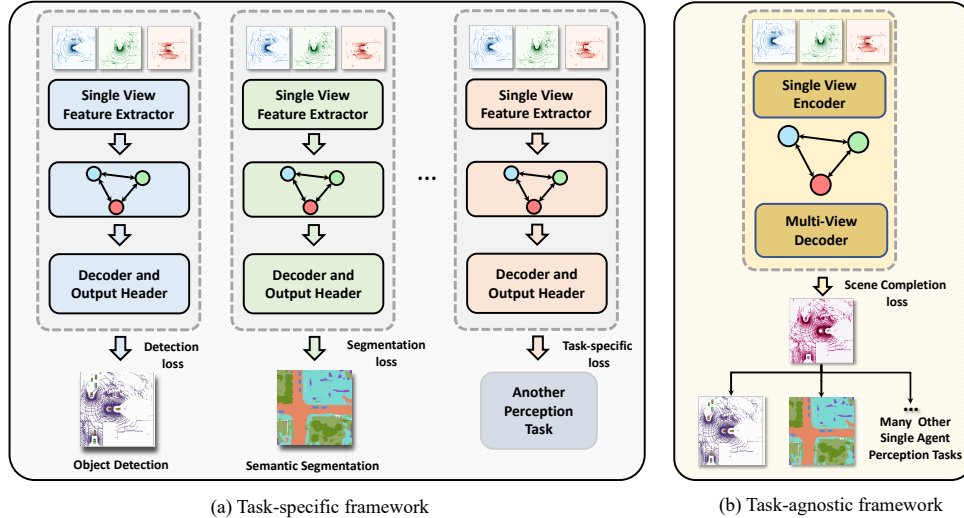 Single View
Feature Extractor
Decoder and
Output Header
Detection
loss
Object Detection
Single View
Feature Extractor
Decoder and
Output Header
Segmentation
loss
Semantic Segmentation
...
Single View
Feature Extractor
Decoder and
Output Header
Task-specific loss
Another
Perception
Task
(a) Task-specific framework
Single View
Encoder
Multi-View
Decoder
Scene Completion
loss
...
Many Other
Single Agent
Perception Tasks
(b) Task-agnostic framework